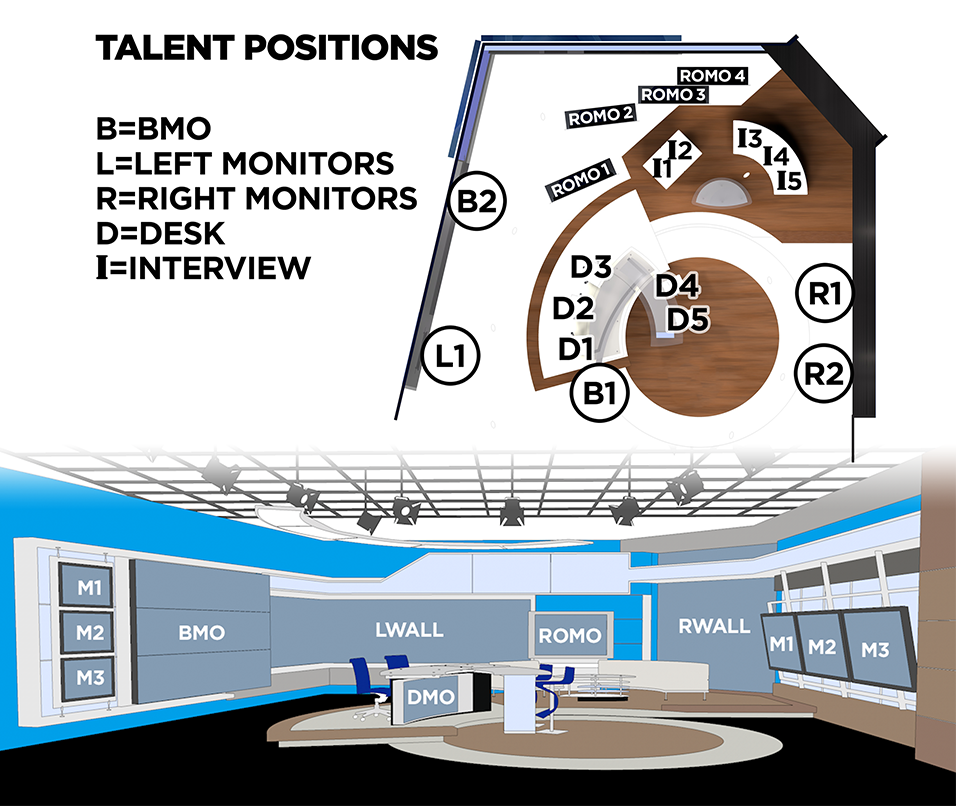 TALENT POSITIONS
B=BMO
L=LEFT MONITORS
R=RIGHT MONITORS
D=DESK
I=INTERVIEW
ROMO 4
ROMO 3
ROMO 2
ROMO 1
I3
I2
I4
I1
I5
B2
D3
D4
R1
D2
D5
D1
L1
R2
B1
M1
M2
M3
BMO
LWALL
ROMO
RWALL
M1
M2
M3
DMO